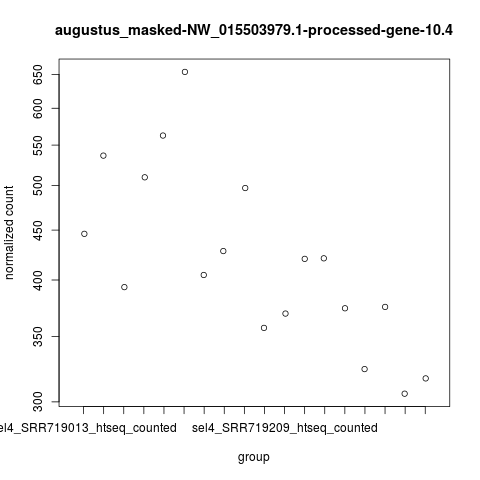 augustus_masked-NW_015503979.1-processed-gene-10.4
650
600
550
500
450
400
350
300
normalized count
el4_SRR719013_htseq_counted
sel4_SRR719209_htseq_counted
group